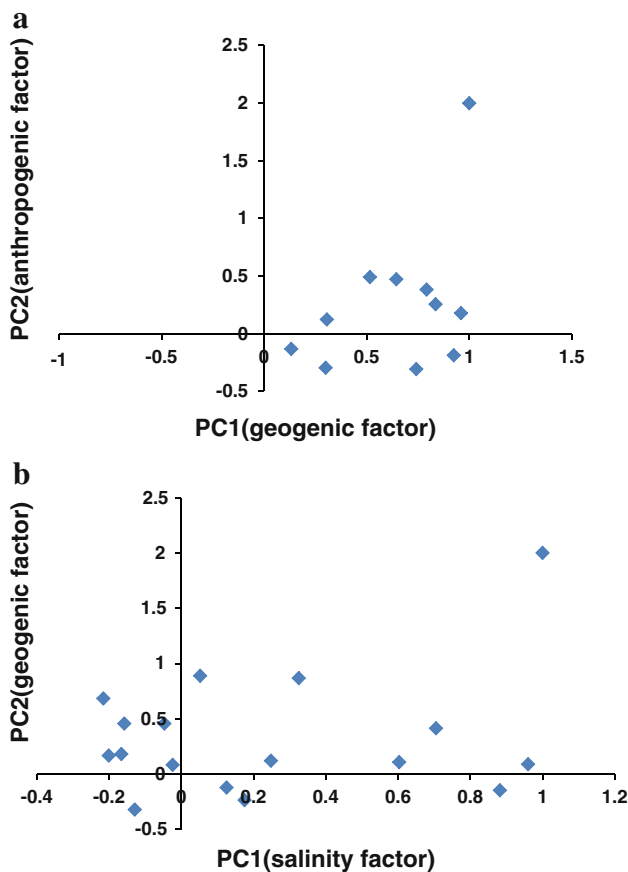 a
PC2(anthropogenic factor)
2.5
2
1.5
1
0.5
0
-0.5
-1 -0.5 0 0.5 1 1.5
PC1(geogenic factor)
b
PC2(geogenic factor)
2.5
2
1.5
1
0.5
0
-0.5
-0.4 -0.2 0 0.2 0.4 0.6 0.8 1 1.2
PC1(salinity factor)